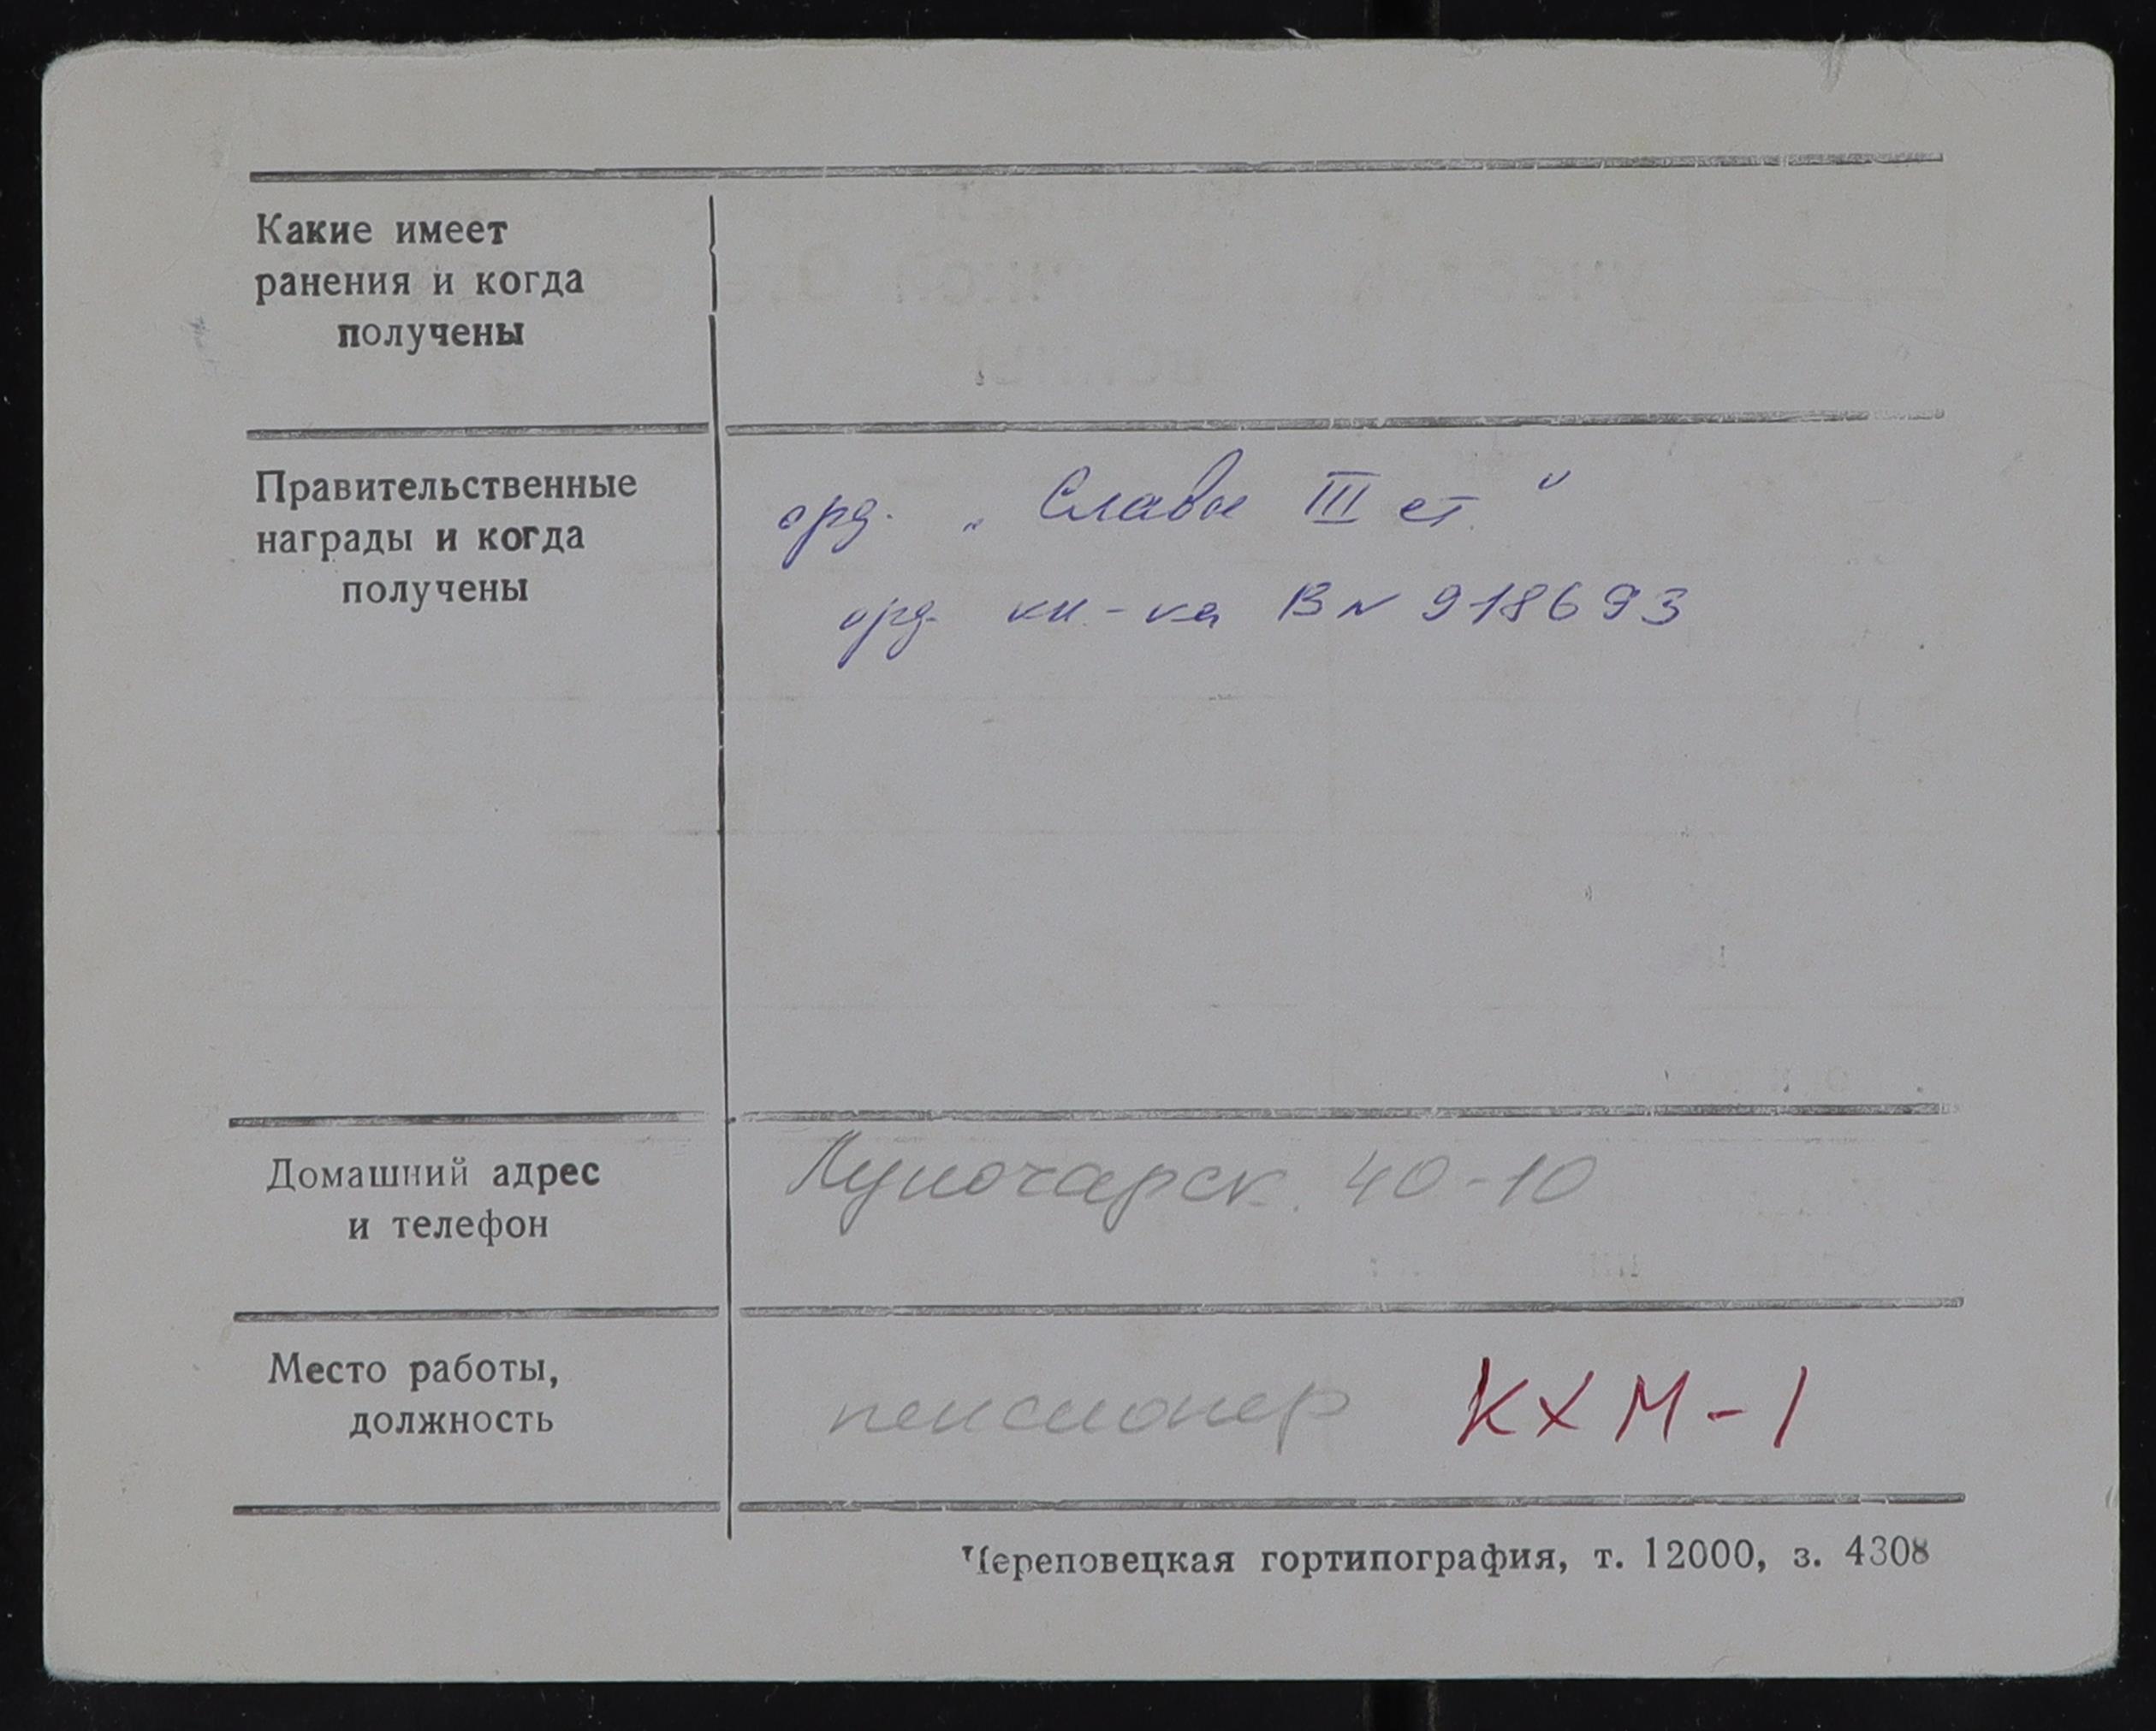 Какие имеет
ранения и когда
получены
Правительственные
награды и когда
получены
орд. „Славы III ст."
орд. кн-ка В № 918693
Домашний адрес
и телефон
Луночарск. 40-10
Место работы,
должность
пенсионер КХМ-1
Череповецкая гортипография, т. 12000, з. 4308